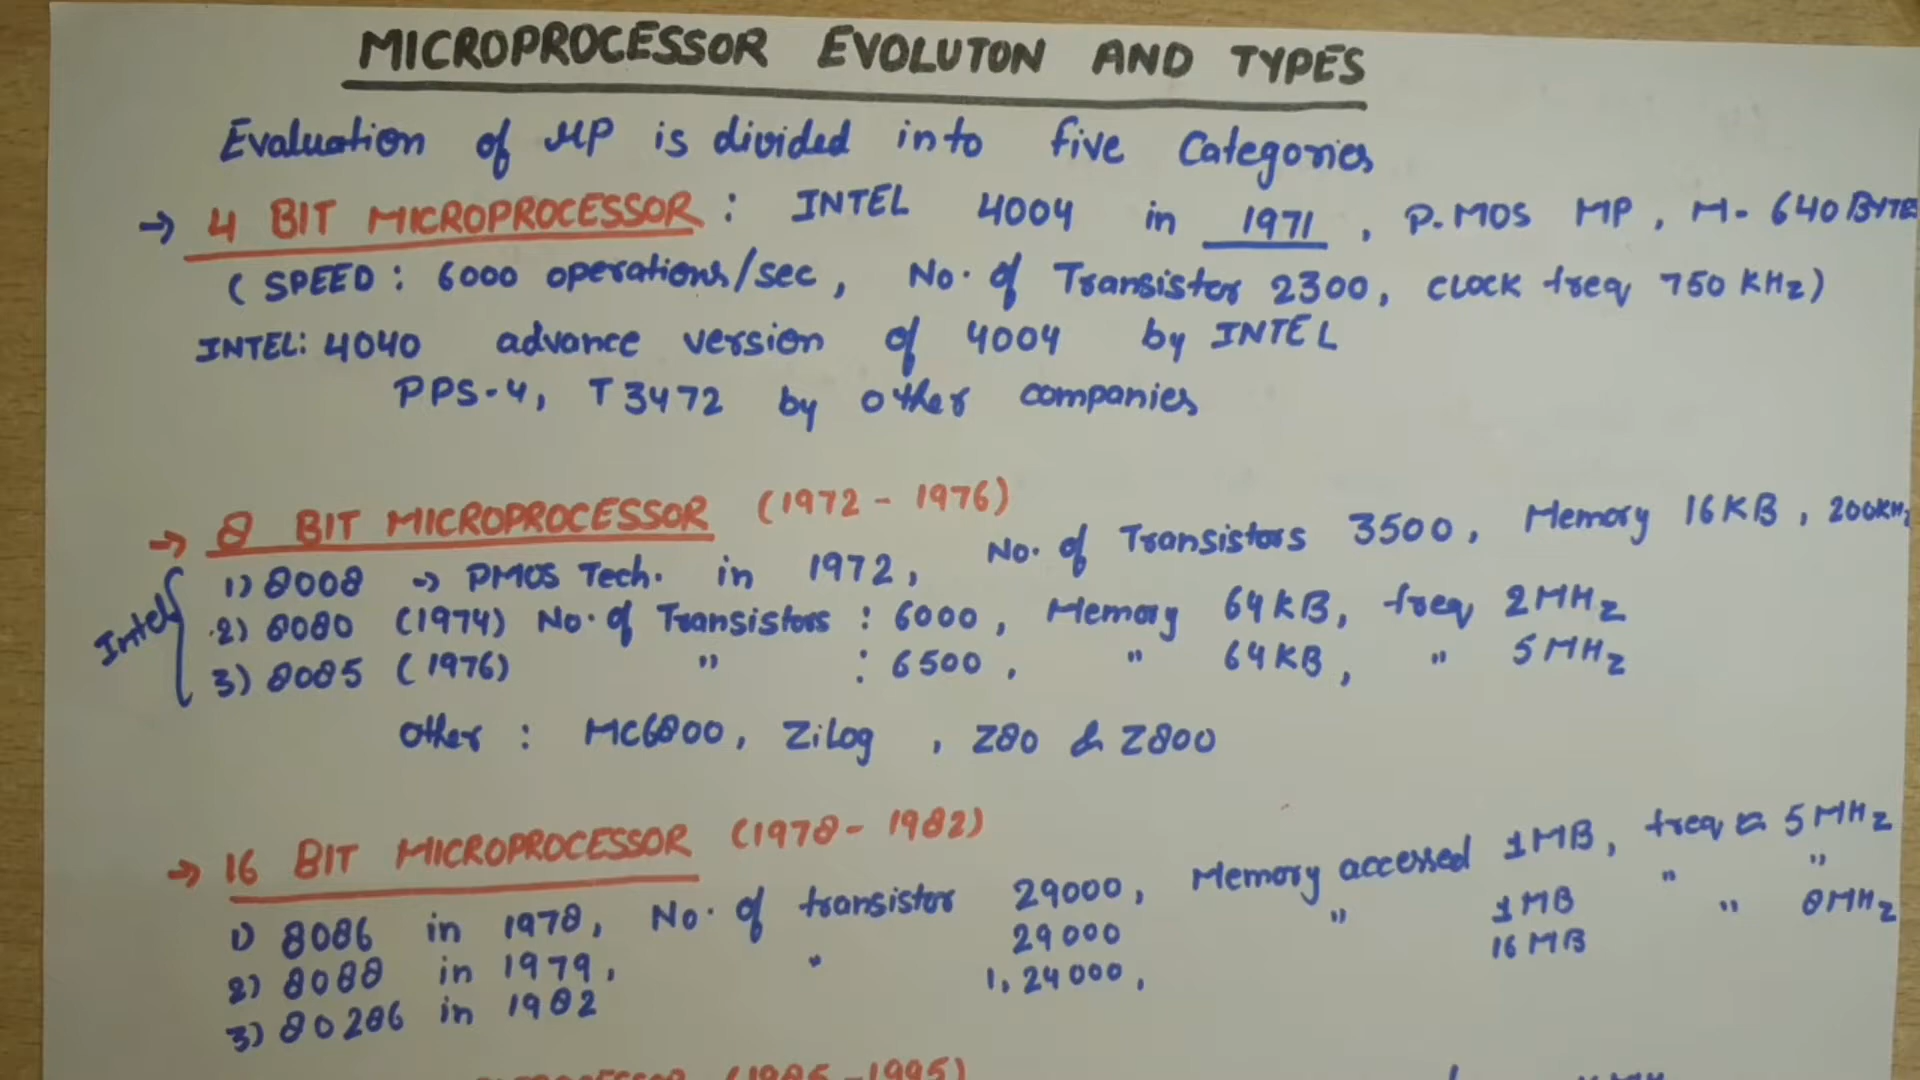 MICROPROCESSOR EVOLUTON AND TYPES
Evaluation of μP is divided into five Categories
→ 4 BIT MICROPROCESSOR : INTEL 4004 in 1971 , P.MOS MP , M- 640 BYTE
( SPEED : 6000 operations/sec , No. of Transistor 2300, CLOCK freq 750 KHz )
INTEL: 4040 advance version of 4004 by INTEL
PPS-4, T3472 by other companies
→ 8 BIT MICROPROCESSOR (1972 - 1976)
Intel
1) 8008 → PMOS Tech. in 1972, No. of Transistors 3500, Memory 16KB , 200KHz
2) 8080 (1974) No. of Transistors : 6000 , Memory 64KB, freq 2MHz
3) 8085 (1976) " : 6500 , " 64KB , " 5MHz
Other : MC6800, Zilog , Z80 & Z800
→ 16 BIT MICROPROCESSOR (1978- 1982)
1) 8086 in 1978, No. of transistor 29000, Memory accessed 1MB, freq 5MHz
2) 8088 in 1979, " 29000 " 1MB " "
3) 80286 in 1982 1,24000, 16MB " 8MHz
(1985-1995)